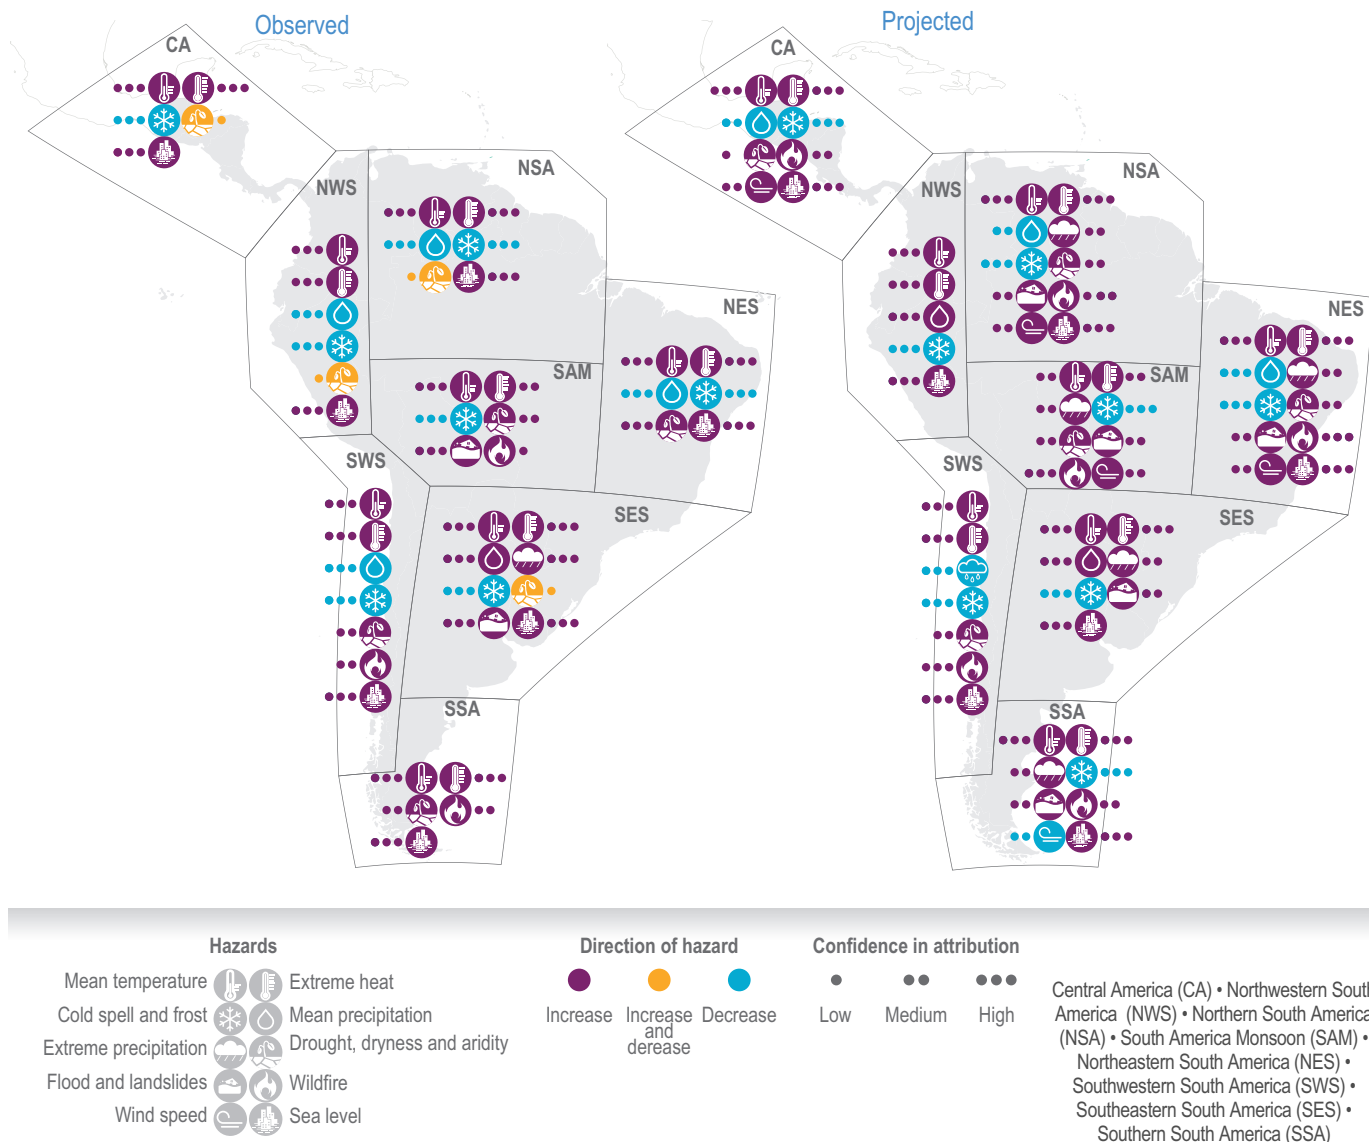 Observed
Projected
CA
CA
NSA
NSA
NWS
NWS
NES
NES
SAM
SAM
SWS
SWS
SES
SES
SSA
SSA
Hazards
Mean temperature
Extreme heat
Cold spell and frost
Mean precipitation
Extreme precipitation
Drought, dryness and aridity
Flood and landslides
Wildfire
Wind speed
Sea level
Direction of hazard
Increase
Increase
and
derease
Decrease
Confidence in attribution
Low
Medium
High
Central America (CA) • Northwestern South
America (NWS) • Northern South America
(NSA) • South America Monsoon (SAM) •
Northeastern South America (NES) •
Southwestern South America (SWS) •
Southeastern South America (SES) •
Southern South America (SSA)